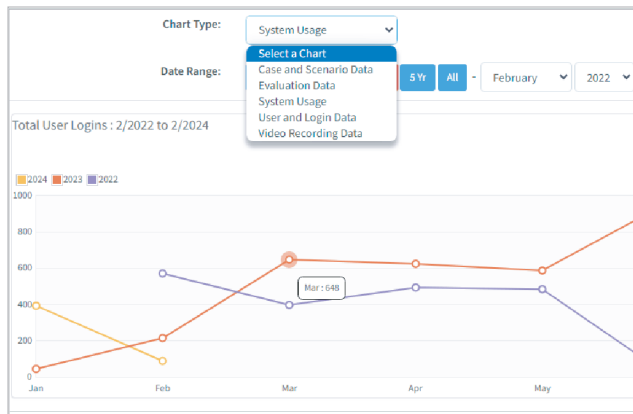 Chart Type:
System Usage
Select a Chart
Case and Scenario Data
Evaluation Data
System Usage
User and Login Data
Video Recording Data
Date Range:
5 Yr All - February 2022
Total User Logins : 2/2022 to 2/2024
2024 2023 2022
1000
800
600
400
200
0
Mar : 648
Jan Feb Mar Apr May